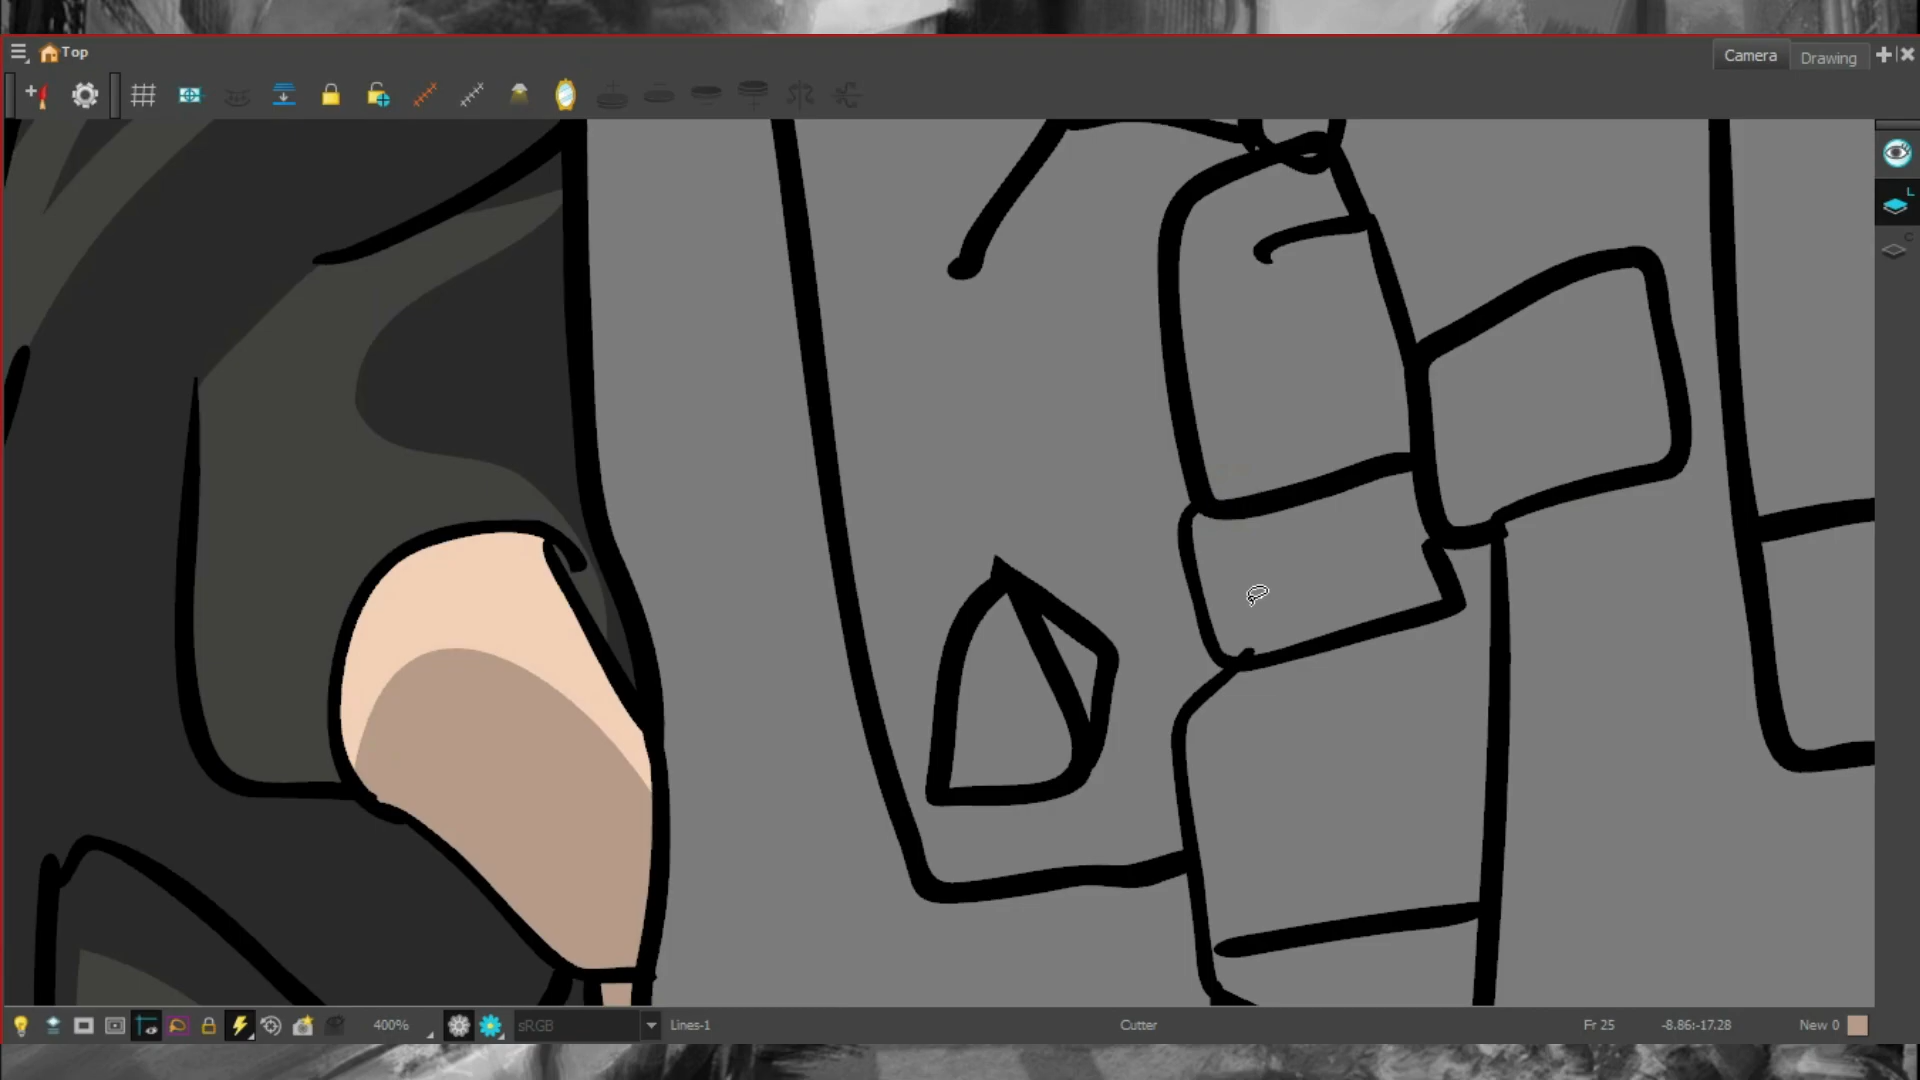 Top
Camera
Drawing
L
C
400%
sRGB
Lines-1
Cutter
Fr 25
-8.86:-17.28
New 0